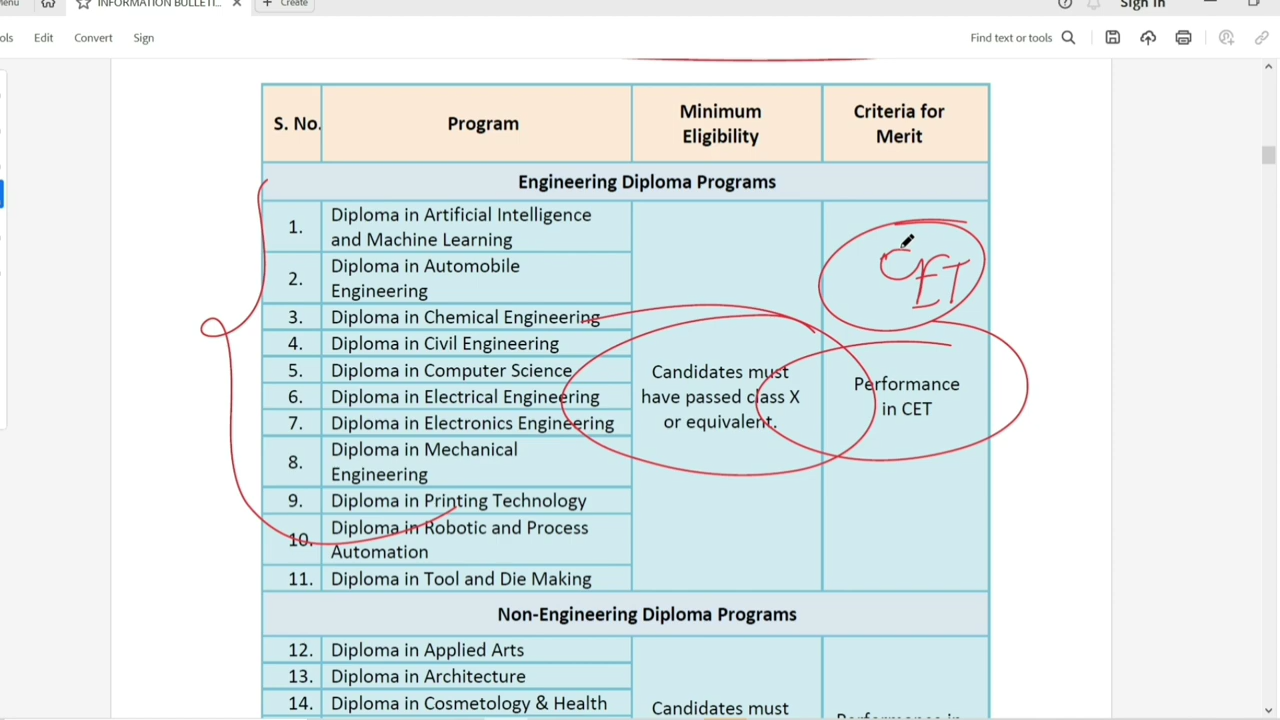 Menu
INFORMATION BULLETI...
Create
Sign in
ols
Edit
Convert
Sign
Find text or tools
S. No.
Program
Minimum
Eligibility
Criteria for
Merit
Engineering Diploma Programs
1.
Diploma in Artificial Intelligence
and Machine Learning
2.
Diploma in Automobile
Engineering
3.
Diploma in Chemical Engineering
4.
Diploma in Civil Engineering
5.
Diploma in Computer Science
6.
Diploma in Electrical Engineering
7.
Diploma in Electronics Engineering
8.
Diploma in Mechanical
Engineering
9.
Diploma in Printing Technology
10.
Diploma in Robotic and Process
Automation
11.
Diploma in Tool and Die Making
Candidates must
have passed class X
or equivalent.
CET
Performance
in CET
Non-Engineering Diploma Programs
12.
Diploma in Applied Arts
13.
Diploma in Architecture
14.
Diploma in Cosmetology & Health
Candidates must
Performance in